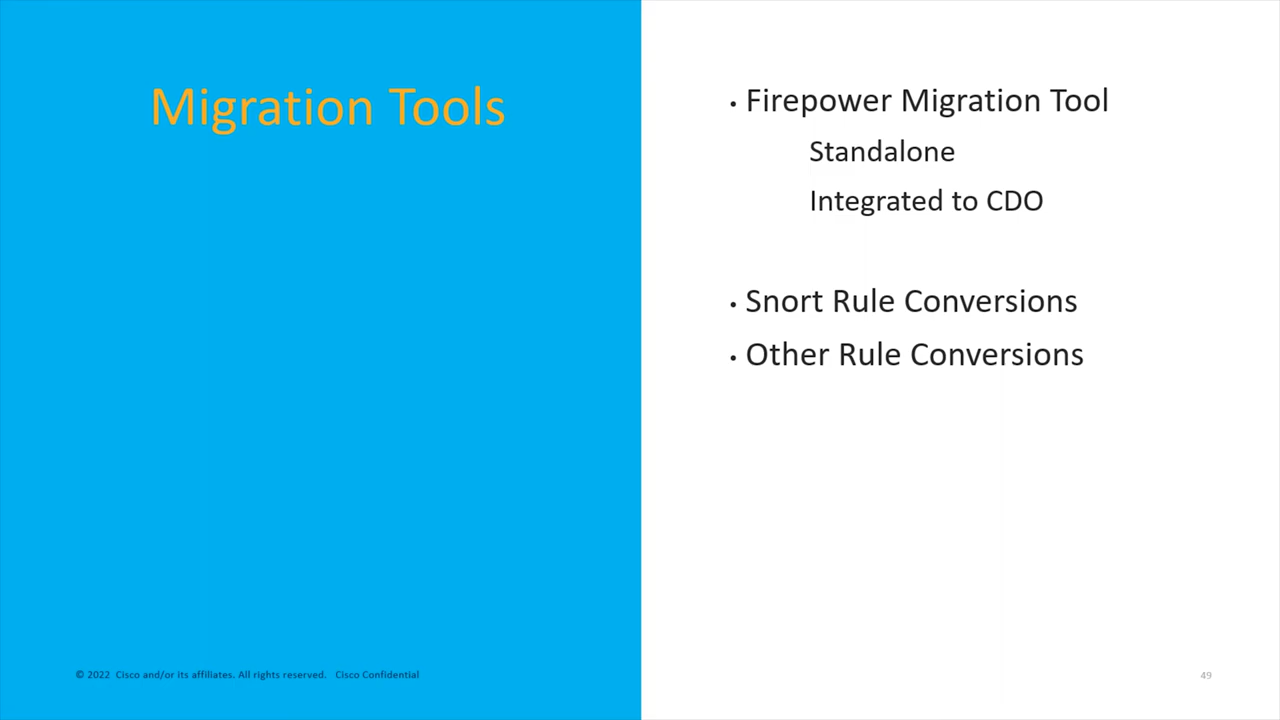 Migration Tools
• Firepower Migration Tool
Standalone
Integrated to CDO
• Snort Rule Conversions
• Other Rule Conversions
© 2022 Cisco and/or its affiliates. All rights reserved. Cisco Confidential
49